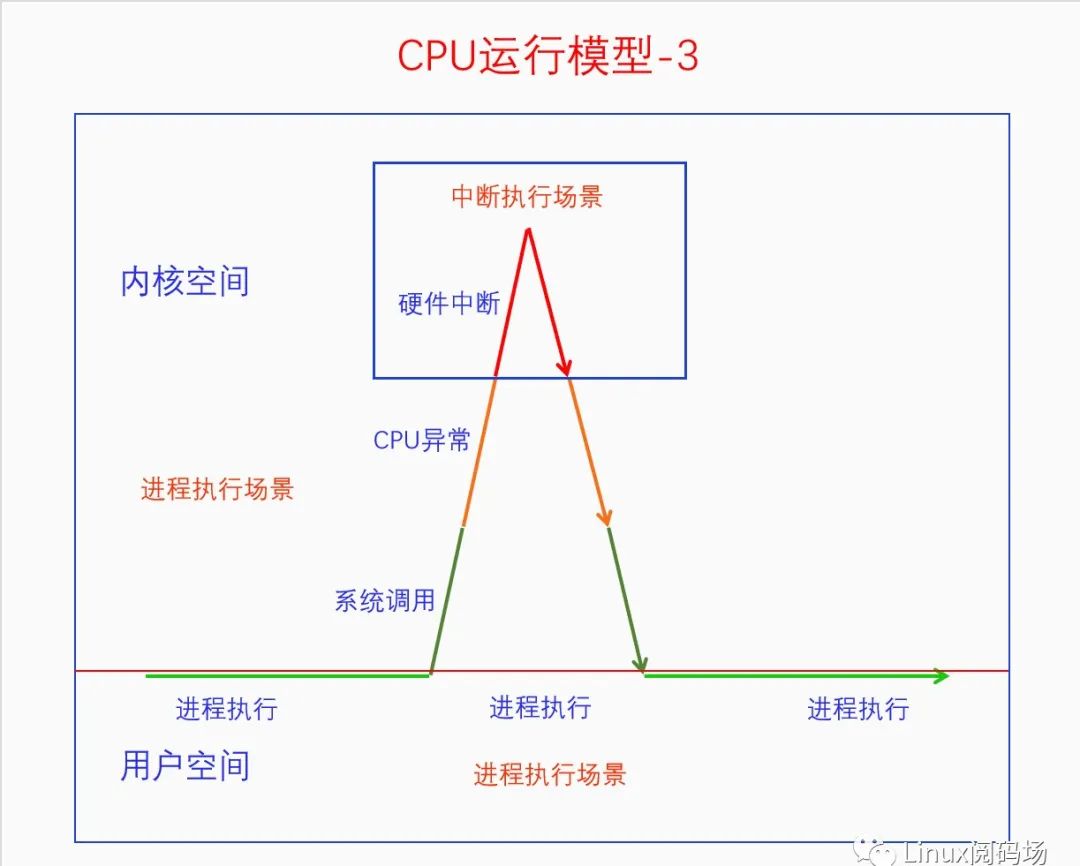 CPU运行模型-3
中断执行场景
内核空间
硬件中断
CPU异常
进程执行场景
系统调用
进程执行
进程执行
进程执行
用户空间
进程执行场景
Linux阅码场